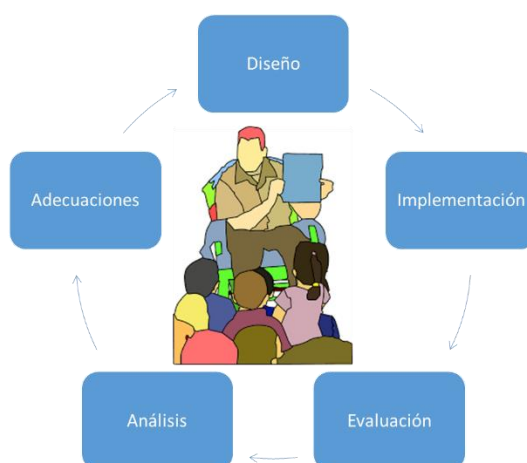 Diseño
Implementación
Evaluación
Análisis
Adecuaciones